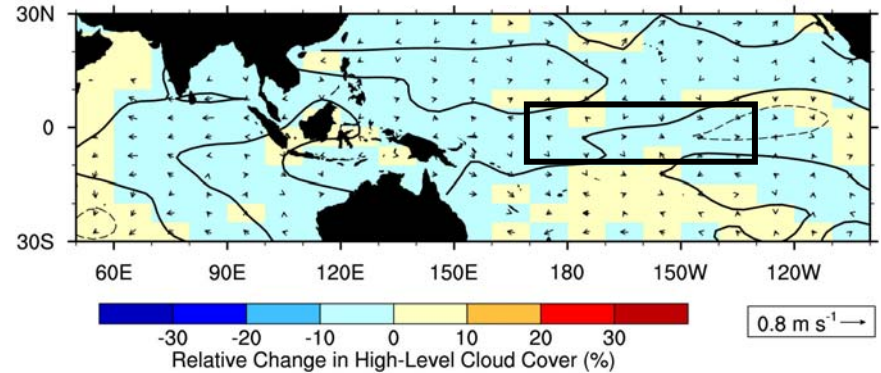 30N
0
30S
60E 90E 120E 150E 180 150W 120W
-30 -20 -10 0 10 20 30
Relative Change in High-Level Cloud Cover (%)
0.8 m s⁻¹